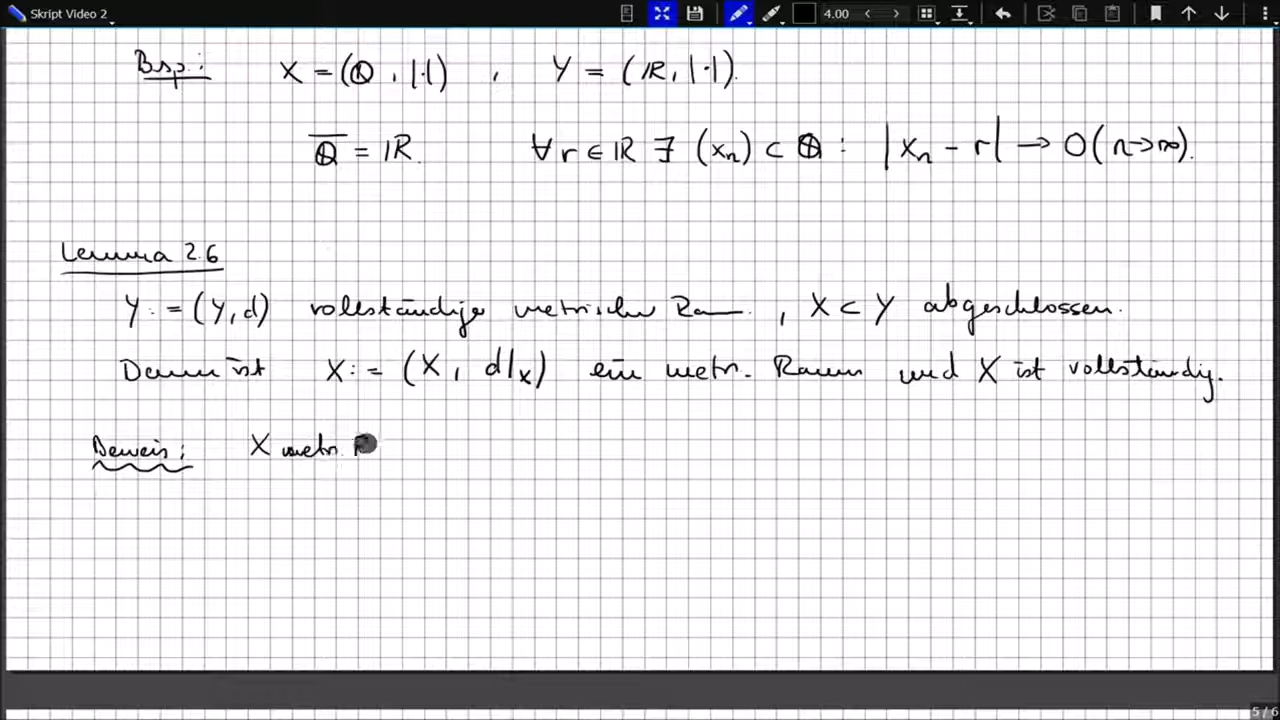 Skript Video 2
4.00
Bsp.: X = (ℚ, |·|) , Y = (ℝ, |·|).
ℚ̅ = ℝ. ∀ r ∈ ℝ ∃ (xₙ) ⊂ ℚ : |xₙ - r| → 0 (n→∞).
Lemma 2.6
Y := (Y, d) vollständige metrischer Raum , X ⊂ Y abgeschlossen.
Dann ist X := (X, d|ₓ) ein metr. Raum und X ist vollständig.
Beweis: X metr.
5 / 6